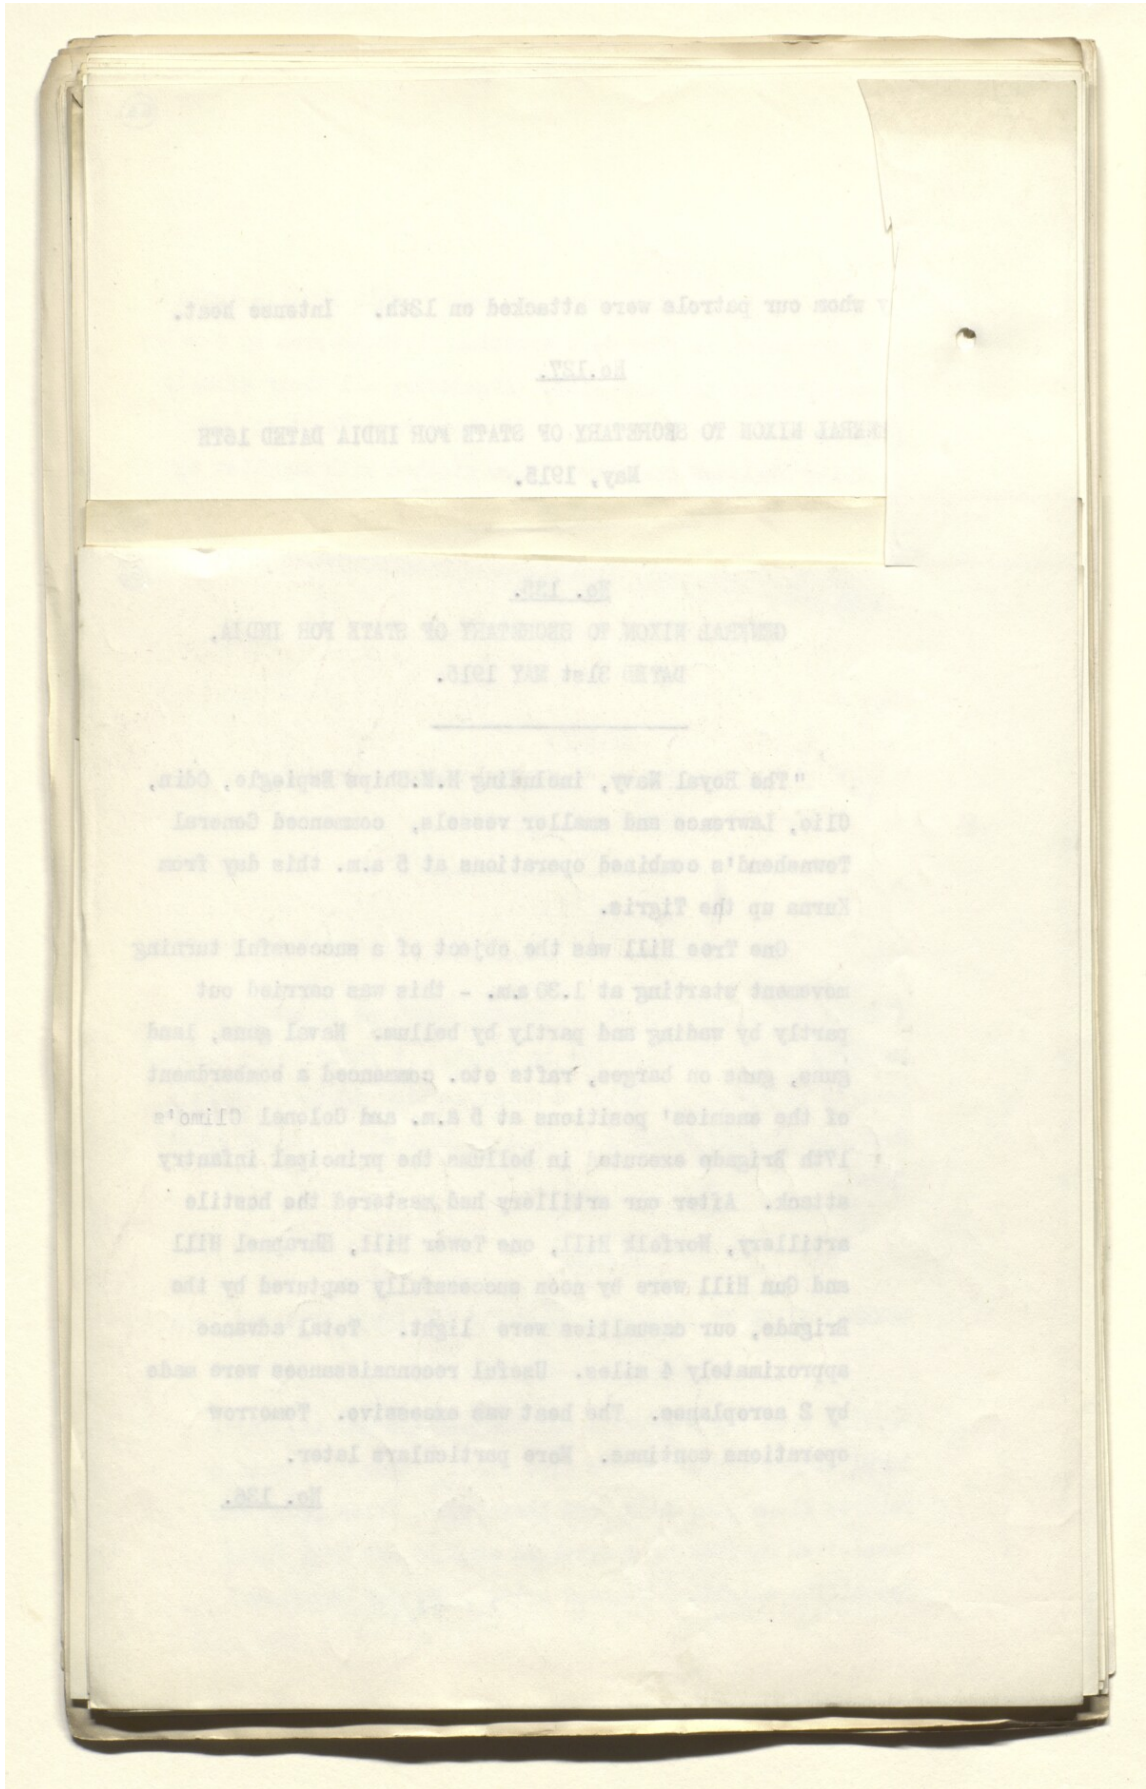 whom our patrols were attacked on 13th. Intense heat.
No.137.
GENERAL NIXON TO SECRETARY OF STATE FOR INDIA DATED 16TH
May, 1915.
No. 135.
GENERAL NIXON TO SECRETARY OF STATE FOR INDIA,
DATED 31st MAY 1915.
"The Royal Navy, including H.M.Ships Espiegle, Odin,
Clio, Lawrence and smaller vessels, commenced General
Townshend's combined operations at 5 a.m. this day from
Kurna up the Tigris.
One Tree Hill was the object of a successful turning
movement starting at 1.30 a.m. - this was carried out
partly by wading and partly by bellum. Naval guns, land
guns, guns on barges, rafts etc. commenced a bombardment
of the enemies' positions at 5 a.m. and Colonel Climo's
17th Brigade executed in bellums the principal infantry
attack. After our artillery had mastered the hostile
artillery, Norfolk Hill, one Tower Hill, Shrapnel Hill
and Gun Hill were by noon successfully captured by the
Brigade, our casualties were light. Total advance
approximately 4 miles. Useful reconnaissances were made
by 2 aeroplanes. The heat was excessive. Tomorrow
operations continue. More particulars later.
No. 136.